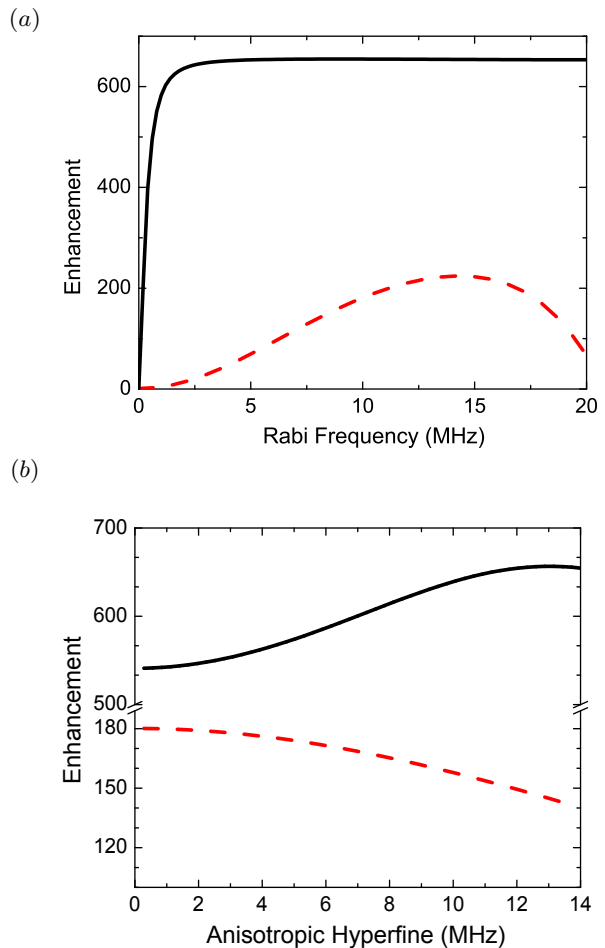 (a)
600
400
200
0
Enhancement
0 5 10 15 20
Rabi Frequency (MHz)
(b)
700
600
500
180
150
120
Enhancement
0 2 4 6 8 10 12 14
Anisotropic Hyperfine (MHz)